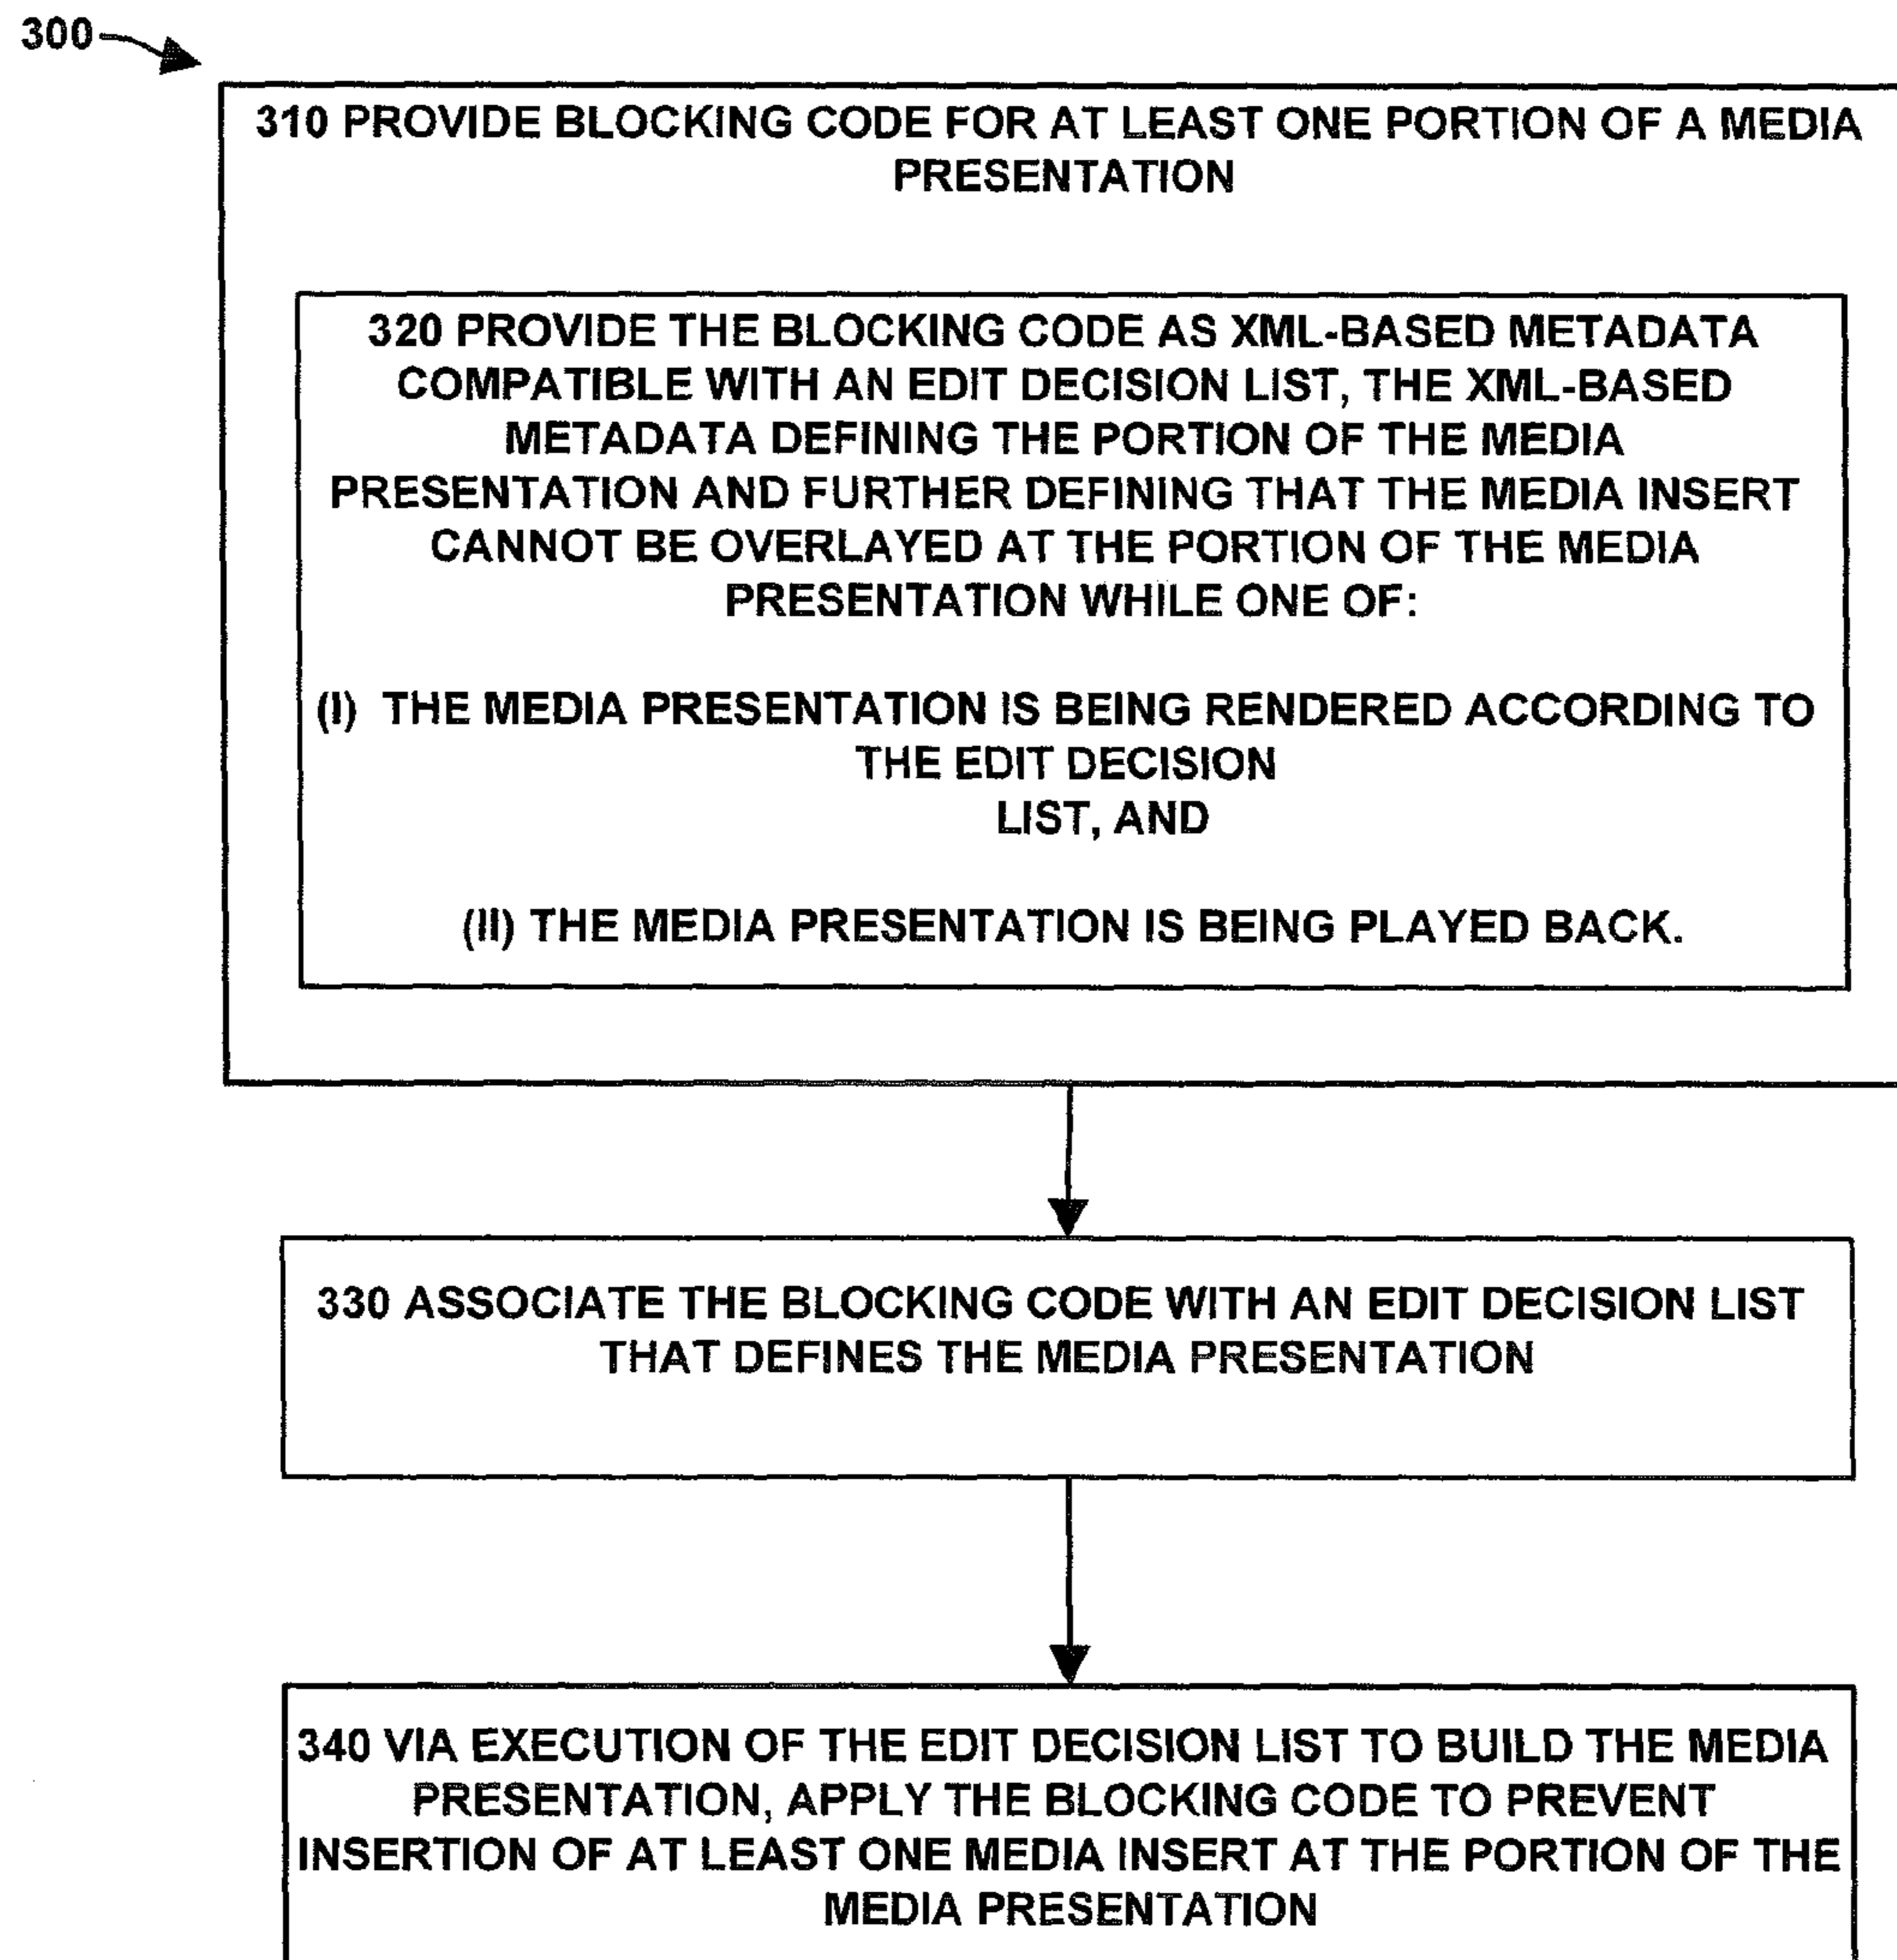 300
310 PROVIDE BLOCKING CODE FOR AT LEAST ONE PORTION OF A MEDIA
PRESENTATION
320 PROVIDE THE BLOCKING CODE AS XML-BASED METADATA
COMPATIBLE WITH AN EDIT DECISION LIST, THE XML-BASED
METADATA DEFINING THE PORTION OF THE MEDIA
PRESENTATION AND FURTHER DEFINING THAT THE MEDIA INSERT
CANNOT BE OVERLAYED AT THE PORTION OF THE MEDIA
PRESENTATION WHILE ONE OF:
(I) THE MEDIA PRESENTATION IS BEING RENDERED ACCORDING TO
THE EDIT DECISION
LIST, AND
(II) THE MEDIA PRESENTATION IS BEING PLAYED BACK.
330 ASSOCIATE THE BLOCKING CODE WITH AN EDIT DECISION LIST
THAT DEFINES THE MEDIA PRESENTATION
340 VIA EXECUTION OF THE EDIT DECISION LIST TO BUILD THE MEDIA
PRESENTATION, APPLY THE BLOCKING CODE TO PREVENT
INSERTION OF AT LEAST ONE MEDIA INSERT AT THE PORTION OF THE
MEDIA PRESENTATION